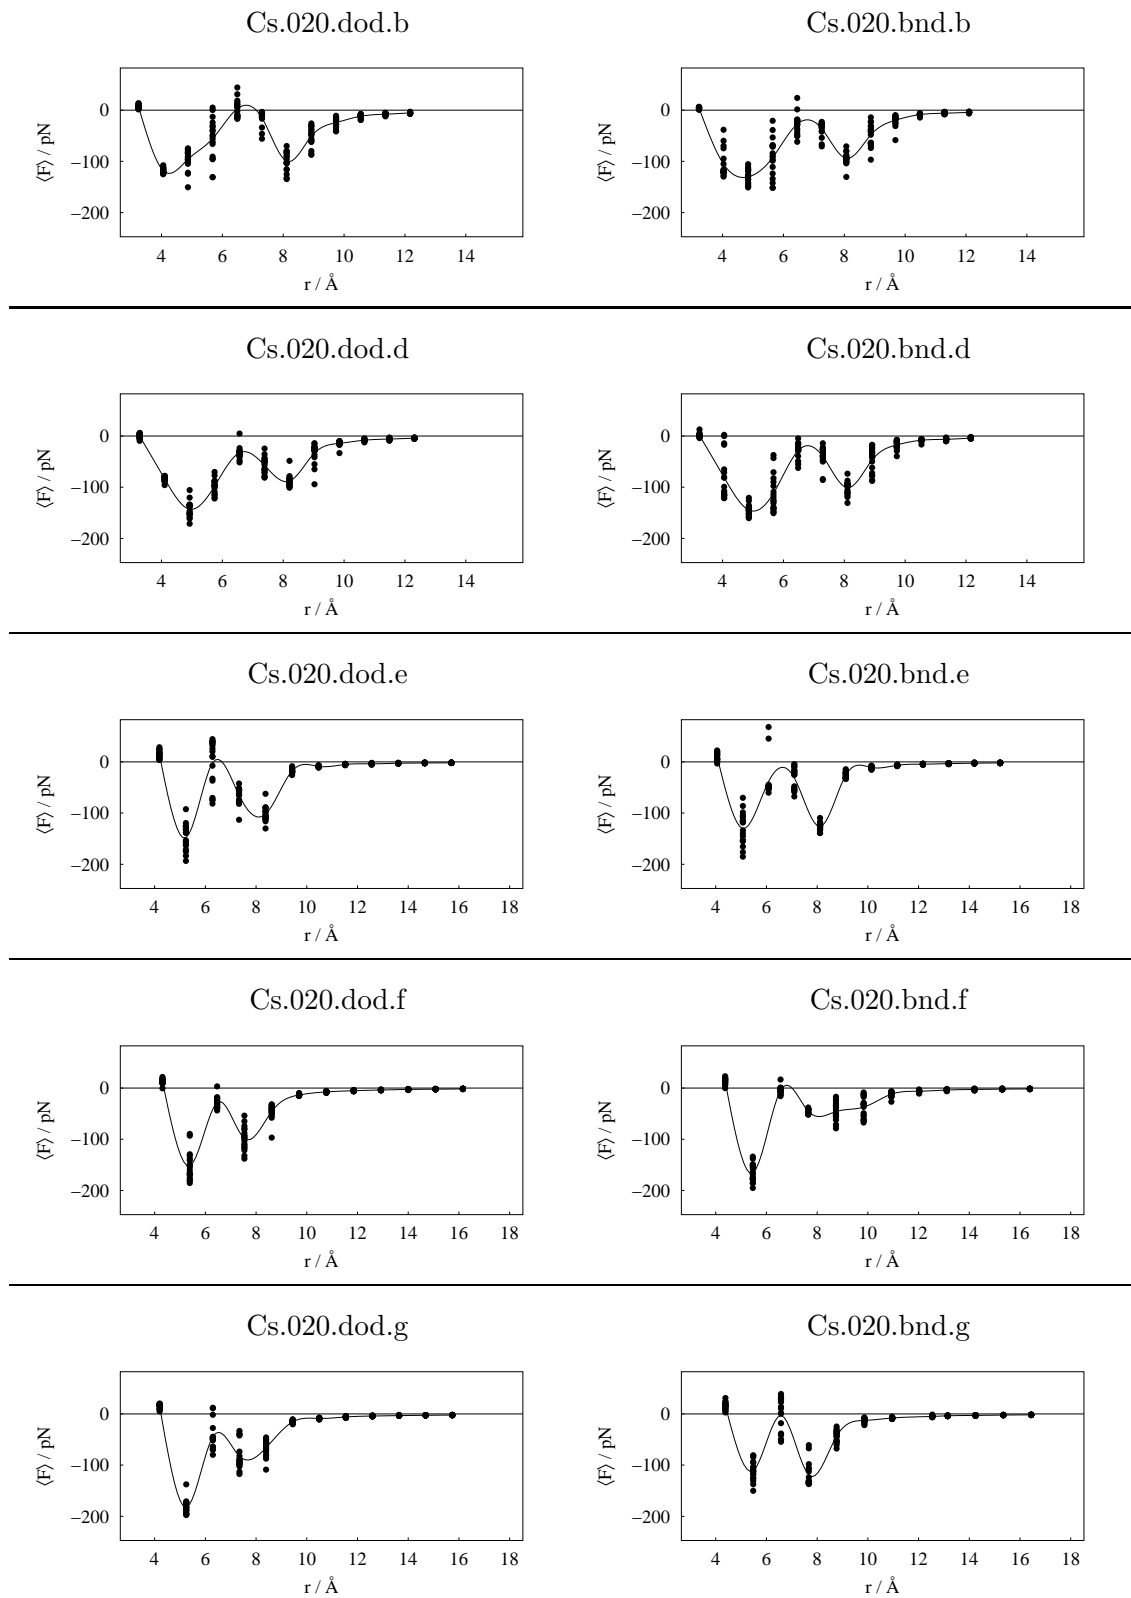 Cs.020.dod.b
Cs.020.bnd.b
0
−100
−200
⟨F⟩ / pN
4 6 8 10 12 14
r / Å
0
−100
−200
⟨F⟩ / pN
4 6 8 10 12 14
r / Å
Cs.020.dod.d
Cs.020.bnd.d
0
−100
−200
⟨F⟩ / pN
4 6 8 10 12 14
r / Å
0
−100
−200
⟨F⟩ / pN
4 6 8 10 12 14
r / Å
Cs.020.dod.e
Cs.020.bnd.e
0
−100
−200
⟨F⟩ / pN
4 6 8 10 12 14 16 18
r / Å
0
−100
−200
⟨F⟩ / pN
4 6 8 10 12 14 16 18
r / Å
Cs.020.dod.f
Cs.020.bnd.f
0
−100
−200
⟨F⟩ / pN
4 6 8 10 12 14 16 18
r / Å
0
−100
−200
⟨F⟩ / pN
4 6 8 10 12 14 16 18
r / Å
Cs.020.dod.g
Cs.020.bnd.g
0
−100
−200
⟨F⟩ / pN
4 6 8 10 12 14 16 18
r / Å
0
−100
−200
⟨F⟩ / pN
4 6 8 10 12 14 16 18
r / Å